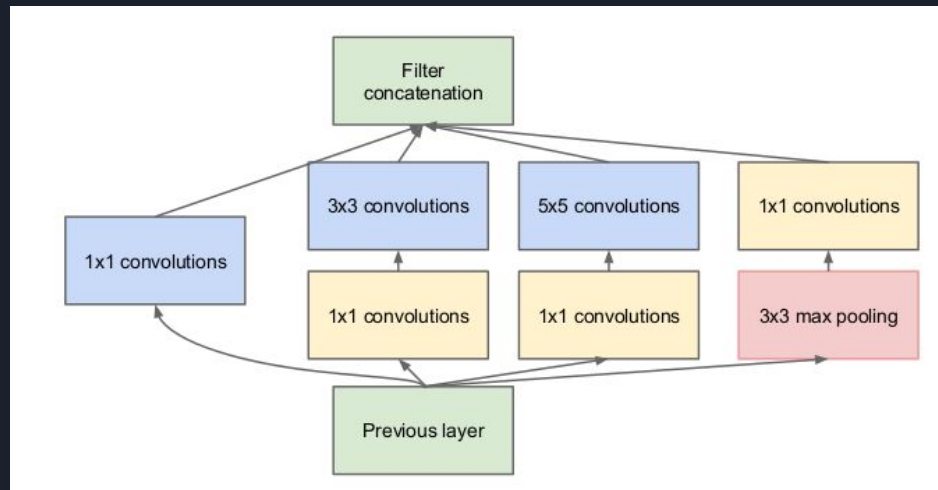 Filter
concatenation
3x3 convolutions
5x5 convolutions
1x1 convolutions
1x1 convolutions
1x1 convolutions
1x1 convolutions
3x3 max pooling
Previous layer